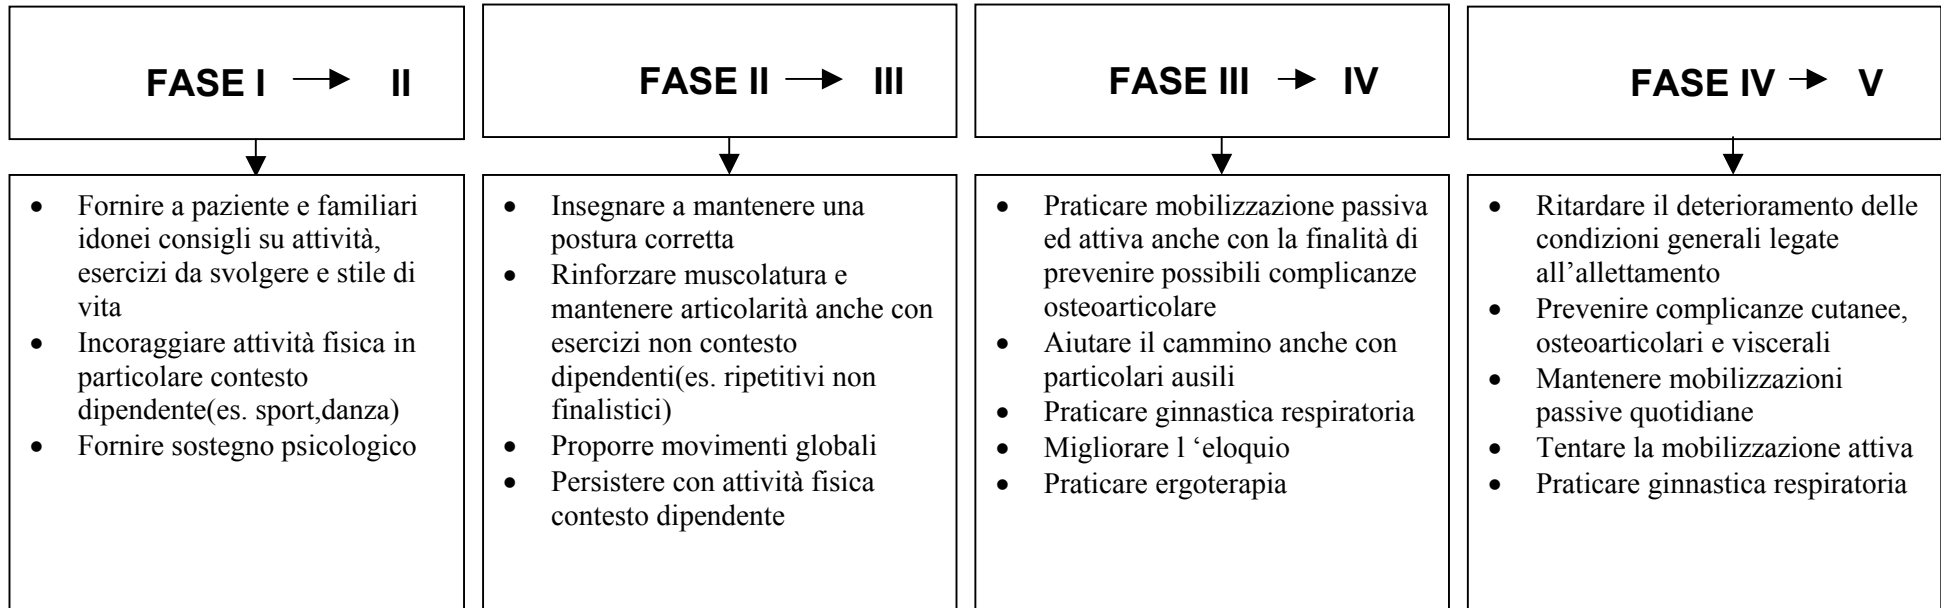 FASE I → II
• Fornire a paziente e familiari
idonei consigli su attività,
esercizi da svolgere e stile di
vita
• Incoraggiare attività fisica in
particolare contesto
dipendente(es. sport,danza)
• Fornire sostegno psicologico
FASE II → III
• Insegnare a mantenere una
postura corretta
• Rinforzare muscolatura e
mantenere articolarità anche con
esercizi non contesto
dipendenti(es. ripetitivi non
finalistici)
• Proporre movimenti globali
• Persistere con attività fisica
contesto dipendente
FASE III → IV
• Praticare mobilizzazione passiva
ed attiva anche con la finalità di
prevenire possibili complicanze
osteoarticolare
• Aiutare il cammino anche con
particolari ausili
• Praticare ginnastica respiratoria
• Migliorare l ‘eloquio
• Praticare ergoterapia
FASE IV → V
• Ritardare il deterioramento delle
condizioni generali legate
all’allettamento
• Prevenire complicanze cutanee,
osteoarticolari e viscerali
• Mantenere mobilizzazioni
passive quotidiane
• Tentare la mobilizzazione attiva
• Praticare ginnastica respiratoria